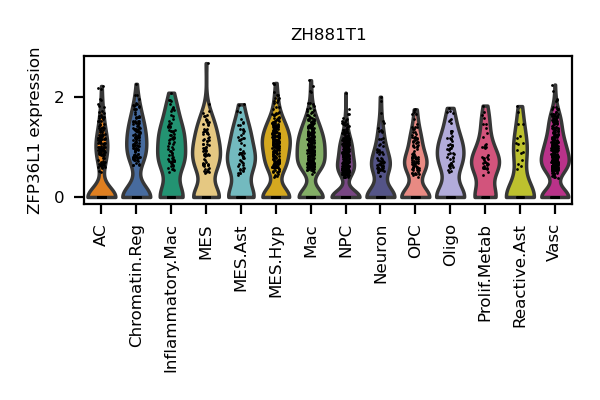 ZH881T1
ZFP36L1 expression
2
0
AC
Chromatin.Reg
Inflammatory.Mac
MES
MES.Ast
MES.Hyp
Mac
NPC
Neuron
OPC
Oligo
Prolif.Metab
Reactive.Ast
Vasc